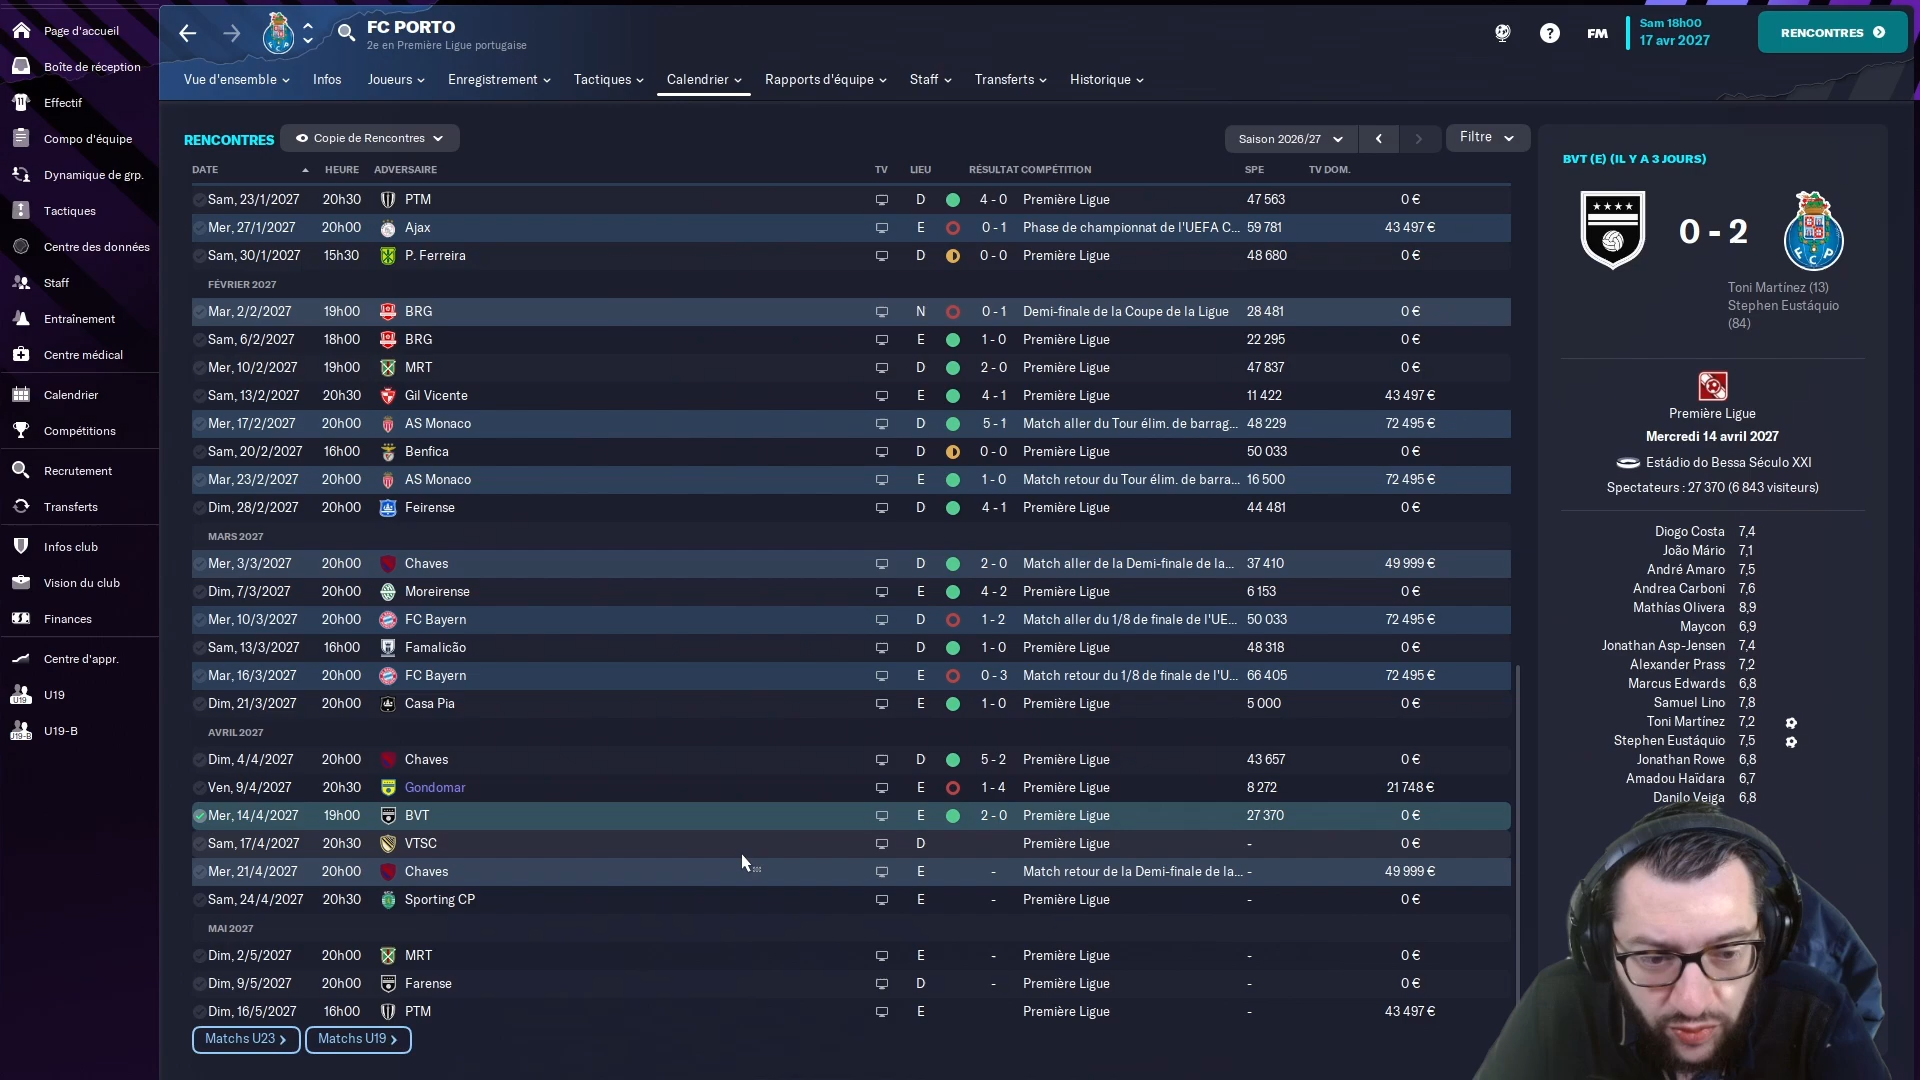 Page d'accueil
Boîte de réception
Effectif
Compo d'équipe
Dynamique de grp.
Tactiques
Centre des données
Staff
Entraînement
Centre médical
Calendrier
Compétitions
Recrutement
Transferts
Infos club
Vision du club
Finances
Centre d'appr.
U19
U19-B
FC PORTO
2e en Première Ligue portugaise
FM
Sam 18h00
17 avr 2027
RENCONTRES
Vue d'ensemble Infos Joueurs Enregistrement Tactiques Calendrier Rapports d'équipe Staff Transferts Historique
RENCONTRES Copie de Rencontres Saison 2026/27 Filtre
DATE HEURE ADVERSAIRE TV LIEU RÉSULTAT COMPÉTITION SPE TV DOM.
Sam, 23/1/2027 20h30 PTM D 4 - 0 Première Ligue 47 563 0 €
Mer, 27/1/2027 20h00 Ajax E 0 - 1 Phase de championnat de l'UEFA C... 59 781 43 497 €
Sam, 30/1/2027 15h30 P. Ferreira D 0 - 0 Première Ligue 48 680 0 €
FÉVRIER 2027
Mar, 2/2/2027 19h00 BRG N 0 - 1 Demi-finale de la Coupe de la Ligue 28 481 0 €
Sam, 6/2/2027 18h00 BRG E 1 - 0 Première Ligue 22 295 0 €
Mer, 10/2/2027 19h00 MRT D 2 - 0 Première Ligue 47 837 0 €
Sam, 13/2/2027 20h30 Gil Vicente E 4 - 1 Première Ligue 11 422 43 497 €
Mer, 17/2/2027 20h00 AS Monaco D 5 - 1 Match aller du Tour élim. de barrag... 48 229 72 495 €
Sam, 20/2/2027 16h00 Benfica D 0 - 0 Première Ligue 50 033 0 €
Mar, 23/2/2027 20h00 AS Monaco E 1 - 0 Match retour du Tour élim. de barra... 16 500 72 495 €
Dim, 28/2/2027 20h00 Feirense D 4 - 1 Première Ligue 44 481 0 €
MARS 2027
Mer, 3/3/2027 20h00 Chaves D 2 - 0 Match aller de la Demi-finale de la... 37 410 49 999 €
Dim, 7/3/2027 20h00 Moreirense E 4 - 2 Première Ligue 6 153 0 €
Mer, 10/3/2027 20h00 FC Bayern D 1 - 2 Match aller du 1/8 de finale de l'UE... 50 033 72 495 €
Sam, 13/3/2027 16h00 Famalicão D 1 - 0 Première Ligue 48 318 0 €
Mar, 16/3/2027 20h00 FC Bayern E 0 - 3 Match retour du 1/8 de finale de l'U... 66 405 72 495 €
Dim, 21/3/2027 20h00 Casa Pia E 1 - 0 Première Ligue 5 000 0 €
AVRIL 2027
Dim, 4/4/2027 20h00 Chaves D 5 - 2 Première Ligue 43 657 0 €
Ven, 9/4/2027 20h30 Gondomar E 1 - 4 Première Ligue 8 272 21 748 €
Mer, 14/4/2027 19h00 BVT E 2 - 0 Première Ligue 27 370 0 €
Sam, 17/4/2027 20h30 VTSC D Première Ligue - 0 €
Mer, 21/4/2027 20h00 Chaves E - Match retour de la Demi-finale de la... - 49 999 €
Sam, 24/4/2027 20h30 Sporting CP E - Première Ligue - 0 €
MAI 2027
Dim, 2/5/2027 20h00 MRT E - Première Ligue - 0 €
Dim, 9/5/2027 20h00 Farense D - Première Ligue - 0 €
Dim, 16/5/2027 16h00 PTM E Première Ligue - 43 497 €
Matchs U23 Matchs U19
BVT (E) (IL Y A 3 JOURS)
0 - 2
Toni Martínez (13)
Stephen Eustáquio
(84)
Première Ligue
Mercredi 14 avril 2027
Estádio do Bessa Século XXI
Spectateurs : 27 370 (6 843 visiteurs)
Diogo Costa 7,4
João Mário 7,1
André Amaro 7,5
Andrea Carboni 7,6
Mathías Olivera 8,9
Maycon 6,9
Jonathan Asp-Jensen 7,4
Alexander Prass 7,2
Marcus Edwards 6,8
Samuel Lino 7,8
Toni Martínez 7,2
Stephen Eustáquio 7,5
Jonathan Rowe 6,8
Amadou Haïdara 6,7
Danilo Veiga 6,8